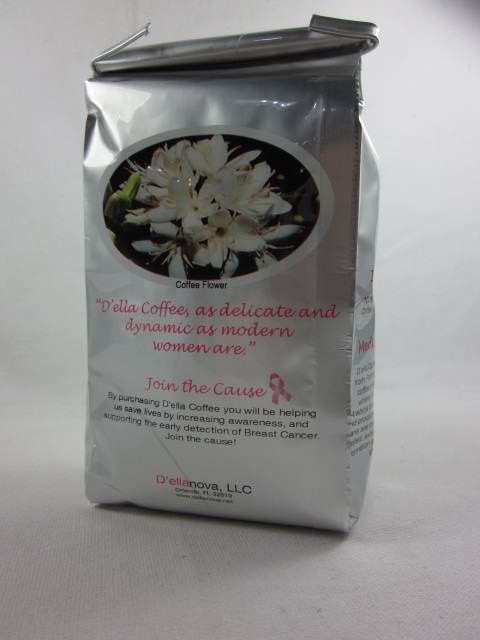 Coffee Flower
"D'ella Coffee, as delicate and
dynamic as modern
women are."
Join the Cause
By purchasing D'ella Coffee you will be helping
us save lives by increasing awareness, and
supporting the early detection of Breast Cancer.
Join the cause!
D'ellanova, LLC
Orlando, FL 32819